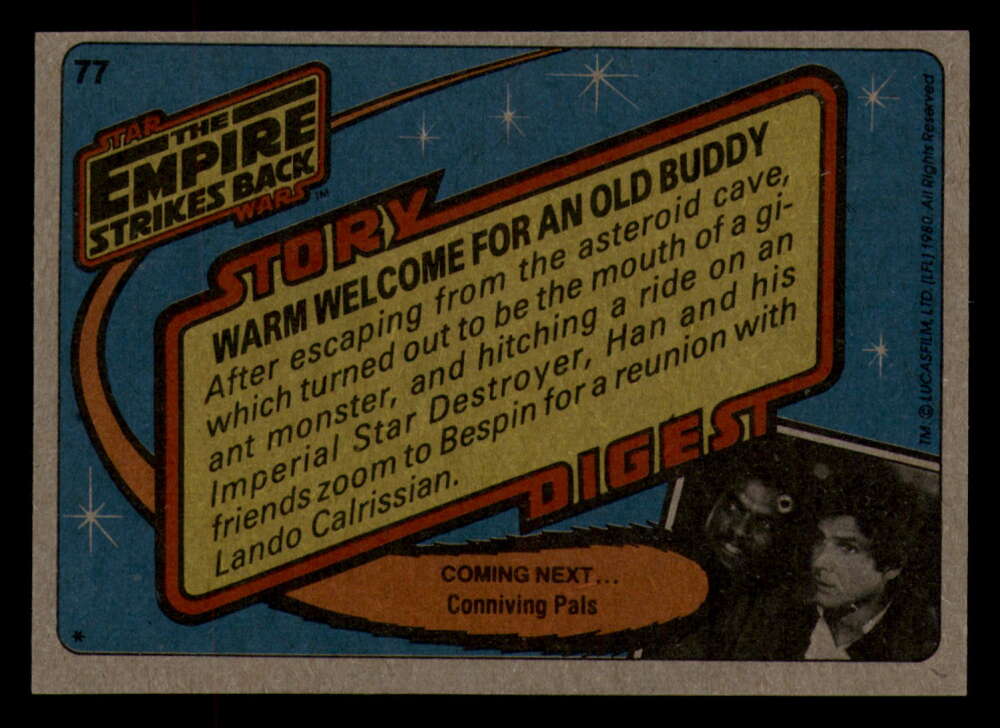 77
STAR
THE
EMPIRE
STRIKES BACK
WARS ™
STORY
WARM WELCOME FOR AN OLD BUDDY
After escaping from the asteroid cave,
which turned out to be the mouth of a gi-
ant monster, and hitching a ride on an
Imperial Star Destroyer, Han and his
friends zoom to Bespin for a reunion with
Lando Calrissian.
DIGEST
COMING NEXT...
Conniving Pals
*
TM: © LUCASFILM, LTD. (LFL) 1980. All Rights Reserved